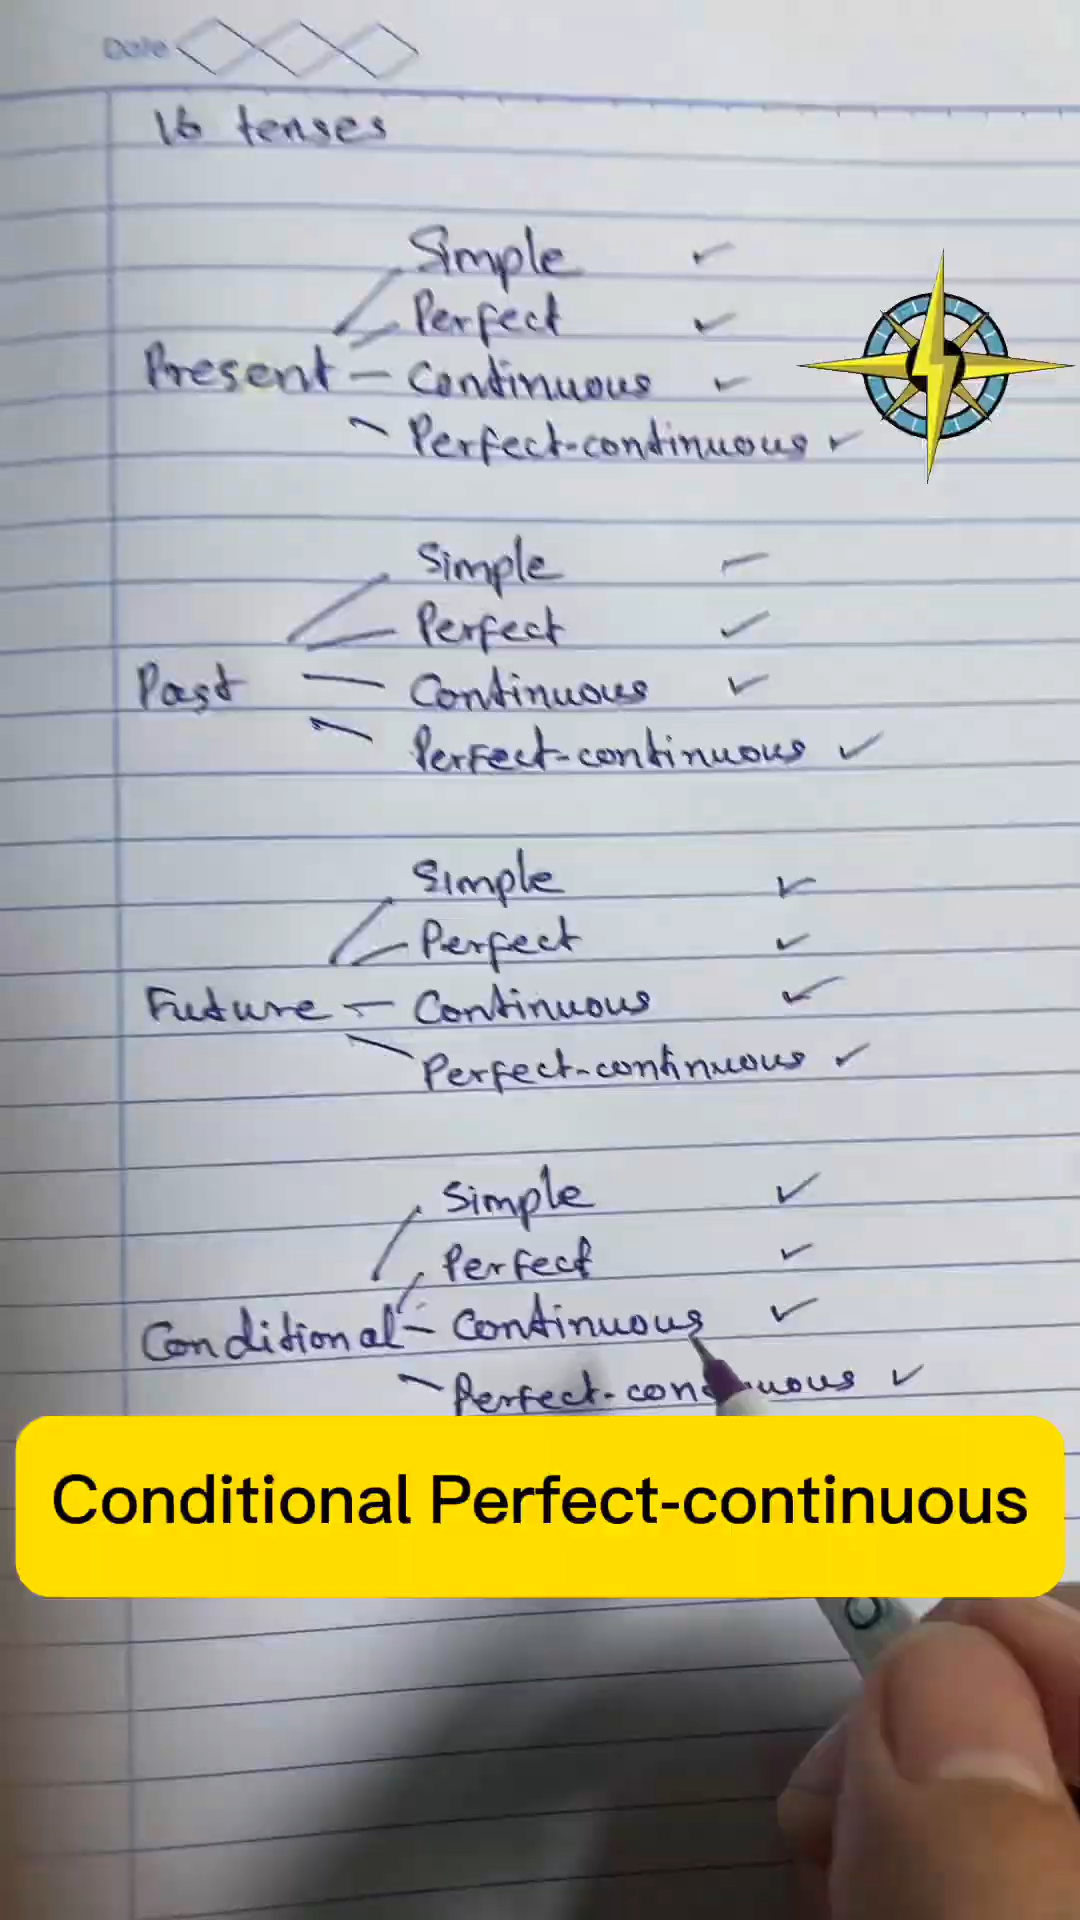 Date
16 tenses
Simple
Perfect
Present - Continuous
Perfect-continuous
Simple
Perfect
Past - Continuous
Perfect-continuous
Simple
Perfect
Future - Continuous
Perfect-continuous
Simple
Perfect
Conditional - Continuous
Perfect-continuous
Conditional Perfect-continuous